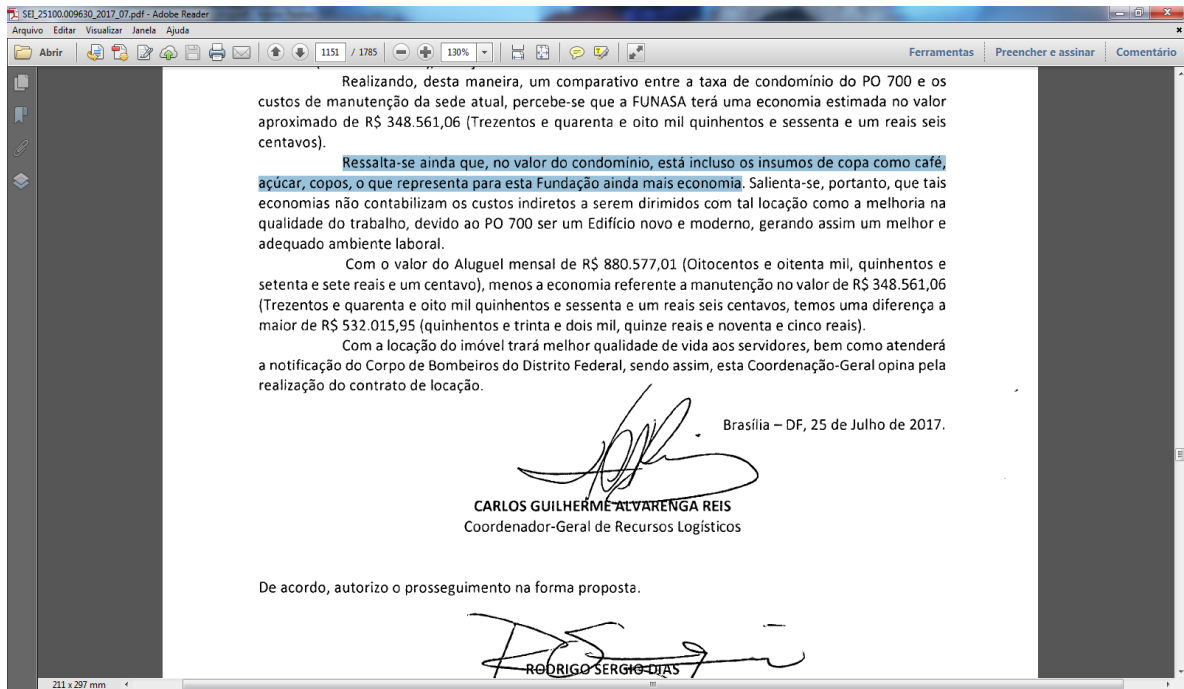 SEI_25100.009630_2017_07.pdf - Adobe Reader
Arquivo Editar Visualizar Janela Ajuda
Abrir 1151 / 1785 130% Ferramentas Preencher e assinar Comentário
Realizando, desta maneira, um comparativo entre a taxa de condomínio do PO 700 e os
custos de manutenção da sede atual, percebe-se que a FUNASA terá uma economia estimada no valor
aproximado de R$ 348.561,06 (Trezentos e quarenta e oito mil quinhentos e sessenta e um reais seis
centavos).
Ressalta-se ainda que, no valor do condomínio, está incluso os insumos de copa como café,
açúcar, copos, o que representa para esta Fundação ainda mais economia. Salienta-se, portanto, que tais
economias não contabilizam os custos indiretos a serem dirimidos com tal locação como a melhoria na
qualidade do trabalho, devido ao PO 700 ser um Edifício novo e moderno, gerando assim um melhor e
adequado ambiente laboral.
Com o valor do Aluguel mensal de R$ 880.577,01 (Oitocentos e oitenta mil, quinhentos e
setenta e sete reais e um centavo), menos a economia referente a manutenção no valor de R$ 348.561,06
(Trezentos e quarenta e oito mil quinhentos e sessenta e um reais seis centavos, temos uma diferença a
maior de R$ 532.015,95 (quinhentos e trinta e dois mil, quinze reais e noventa e cinco reais).
Com a locação do imóvel trará melhor qualidade de vida aos servidores, bem como atenderá
a notificação do Corpo de Bombeiros do Distrito Federal, sendo assim, esta Coordenação-Geral opina pela
realização do contrato de locação.
Brasília – DF, 25 de Julho de 2017.
CARLOS GUILHERME ALVARENGA REIS
Coordenador-Geral de Recursos Logísticos
De acordo, autorizo o prosseguimento na forma proposta.
RODRIGO SERGIO DIAS
211 x 297 mm